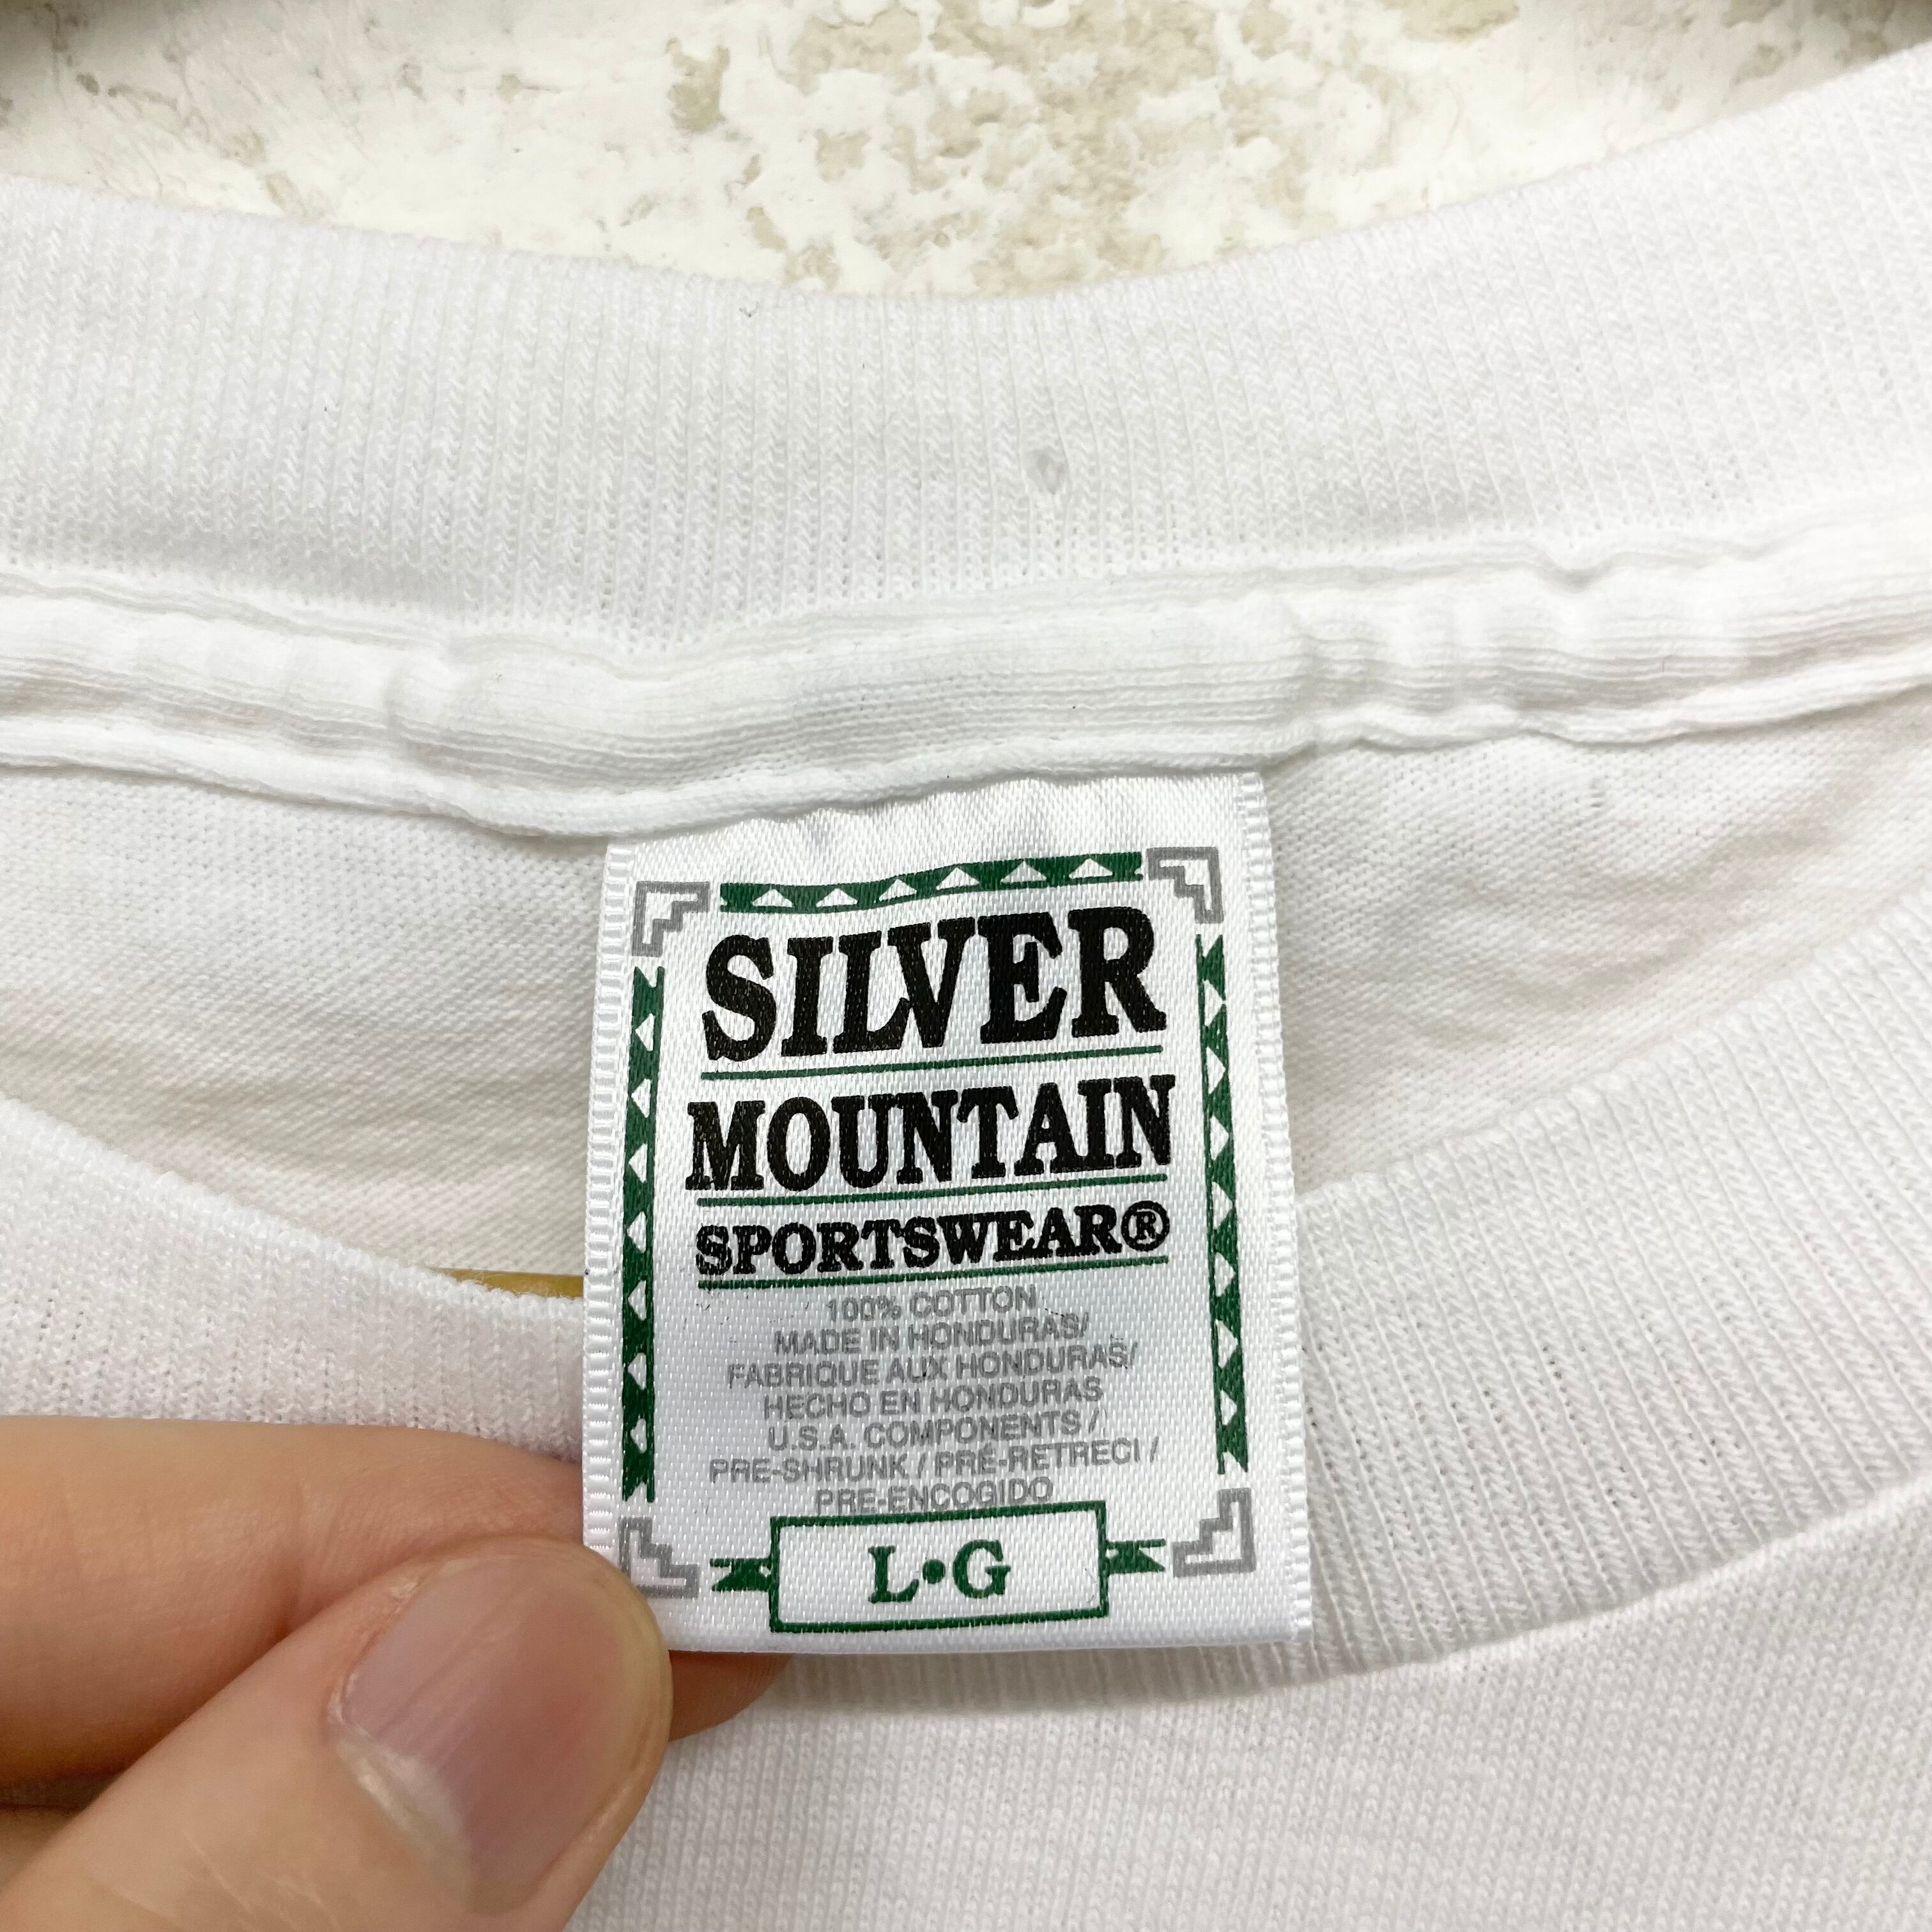 SILVER
MOUNTAIN
SPORTSWEAR®
100% COTTON
MADE IN HONDURAS/
FABRIQUE AUX HONDURAS/
HECHO EN HONDURAS
U.S.A. COMPONENTS /
PRE-SHRUNK / PRÉ-RETRECI /
PRE-ENCOGIDO
L•G